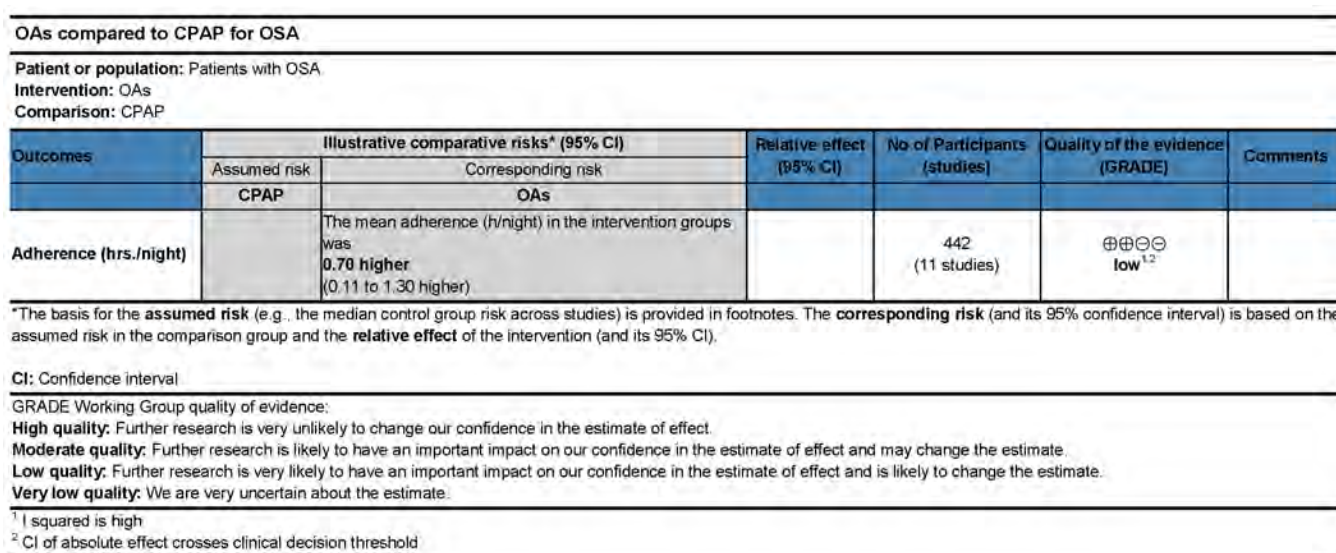 OAs compared to CPAP for OSA
Patient or population: Patients with OSA
Intervention: OAs
Comparison: CPAP
Outcomes
Illustrative comparative risks* (95% CI)
Relative effect
(95% CI)
No of Participants
(studies)
Quality of the evidence
(GRADE)
Comments
Assumed risk
Corresponding risk
CPAP
OAs
Adherence (hrs./night)
The mean adherence (h/night) in the intervention groups
was
0.70 higher
(0.11 to 1.30 higher)
442
(11 studies)
⊕⊕⊖⊖
low1,2
*The basis for the assumed risk (e.g., the median control group risk across studies) is provided in footnotes. The corresponding risk (and its 95% confidence interval) is based on the
assumed risk in the comparison group and the relative effect of the intervention (and its 95% CI).
CI: Confidence interval
GRADE Working Group quality of evidence:
High quality: Further research is very unlikely to change our confidence in the estimate of effect.
Moderate quality: Further research is likely to have an important impact on our confidence in the estimate of effect and may change the estimate.
Low quality: Further research is very likely to have an important impact on our confidence in the estimate of effect and is likely to change the estimate.
Very low quality: We are very uncertain about the estimate.
1 I squared is high
2 CI of absolute effect crosses clinical decision threshold